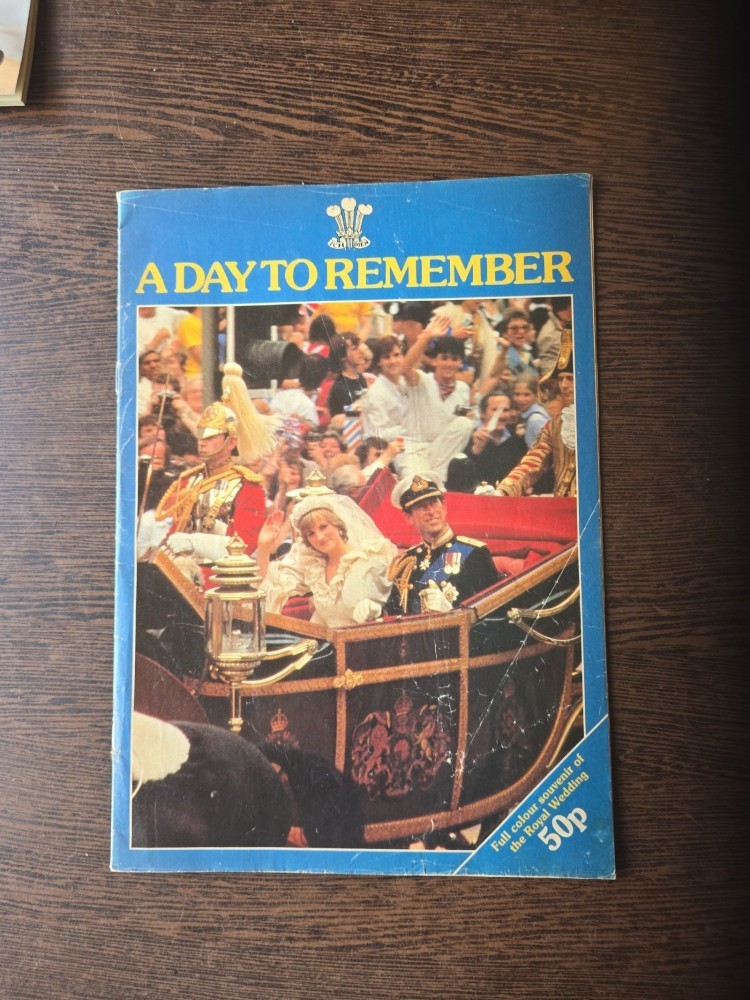 A DAY TO REMEMBER
Full colour souvenir of
the Royal Wedding
50p